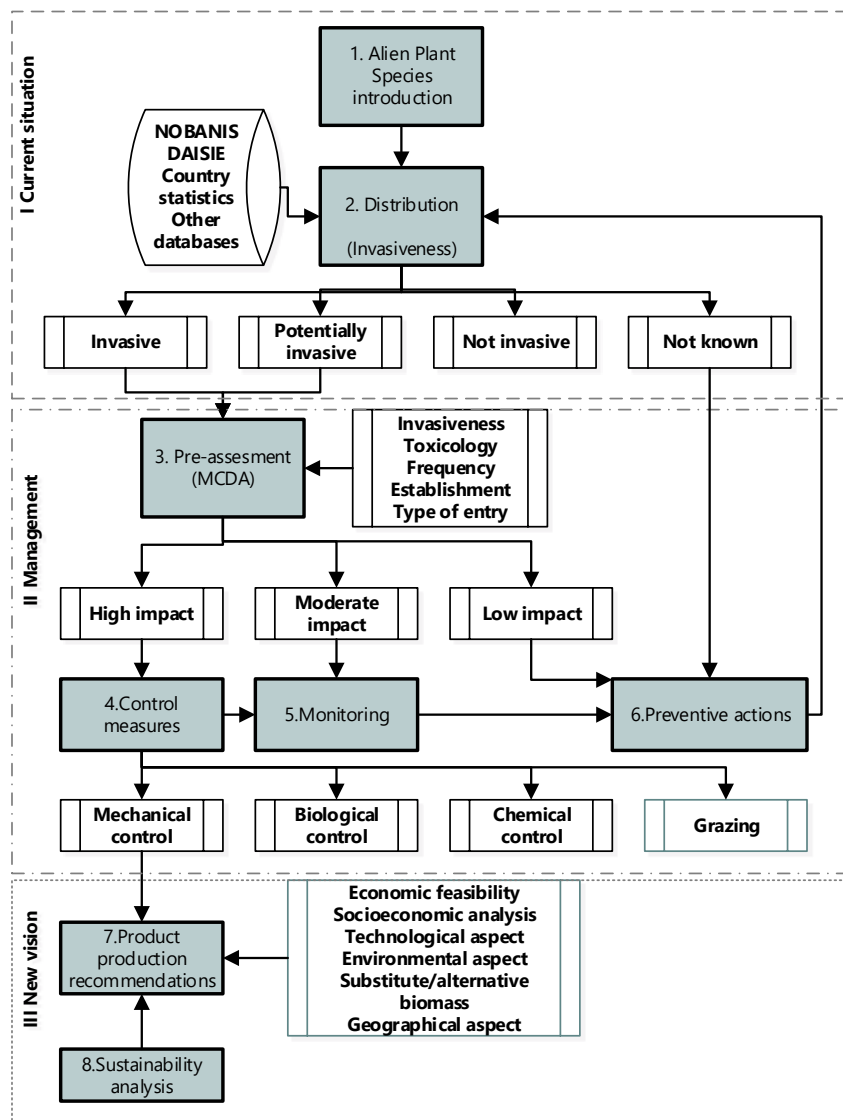 I Current situation
1. Alien Plant
Species
introduction
NOBANIS
DAISIE
Country
statistics
Other
databases
2. Distribution
(Invasiveness)
Invasive
Potentially
invasive
Not invasive
Not known
II Management
3. Pre-assesment
(MCDA)
Invasiveness
Toxicology
Frequency
Establishment
Type of entry
High impact
Moderate
impact
Low impact
4.Control
measures
5.Monitoring
6.Preventive actions
Mechanical
control
Biological
control
Chemical
control
Grazing
III New vision
7.Product
production
recommendations
Economic feasibility
Socioeconomic analysis
Technological aspect
Environmental aspect
Substitute/alternative
biomass
Geographical aspect
8.Sustainability
analysis